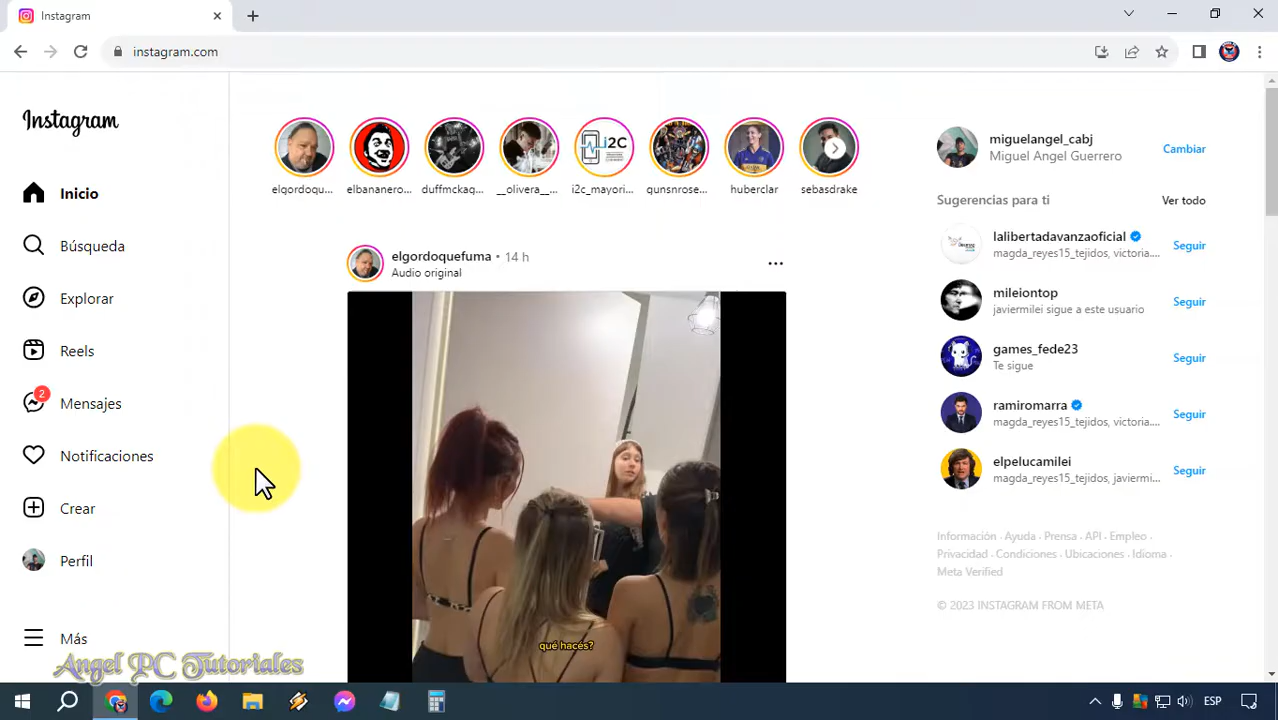 Instagram
instagram.com
Instagram
Inicio
Búsqueda
Explorar
Reels
2
Mensajes
Notificaciones
Crear
Perfil
Más
Angel PC Tutoriales
elgordoqu...
elbananero...
duffmckag...
__olivera__...
i2C
i2c_mayori...
gunsnrose...
huberclar
sebasdrake
elgordoquefuma • 14 h
Audio original
qué hacés?
miguelangel_cabj
Miguel Angel Guerrero
Cambiar
Sugerencias para ti
Ver todo
lalibertadavanzaoficial
magda_reyes15_tejidos, victoria....
Seguir
mileiontop
javiermilei sigue a este usuario
Seguir
games_fede23
Te sigue
Seguir
ramiromarra
magda_reyes15_tejidos, victoria....
Seguir
elpelucamilei
magda_reyes15_tejidos, javiermi...
Seguir
Información · Ayuda · Prensa · API · Empleo ·
Privacidad · Condiciones · Ubicaciones · Idioma ·
Meta Verified
© 2023 INSTAGRAM FROM META
ESP